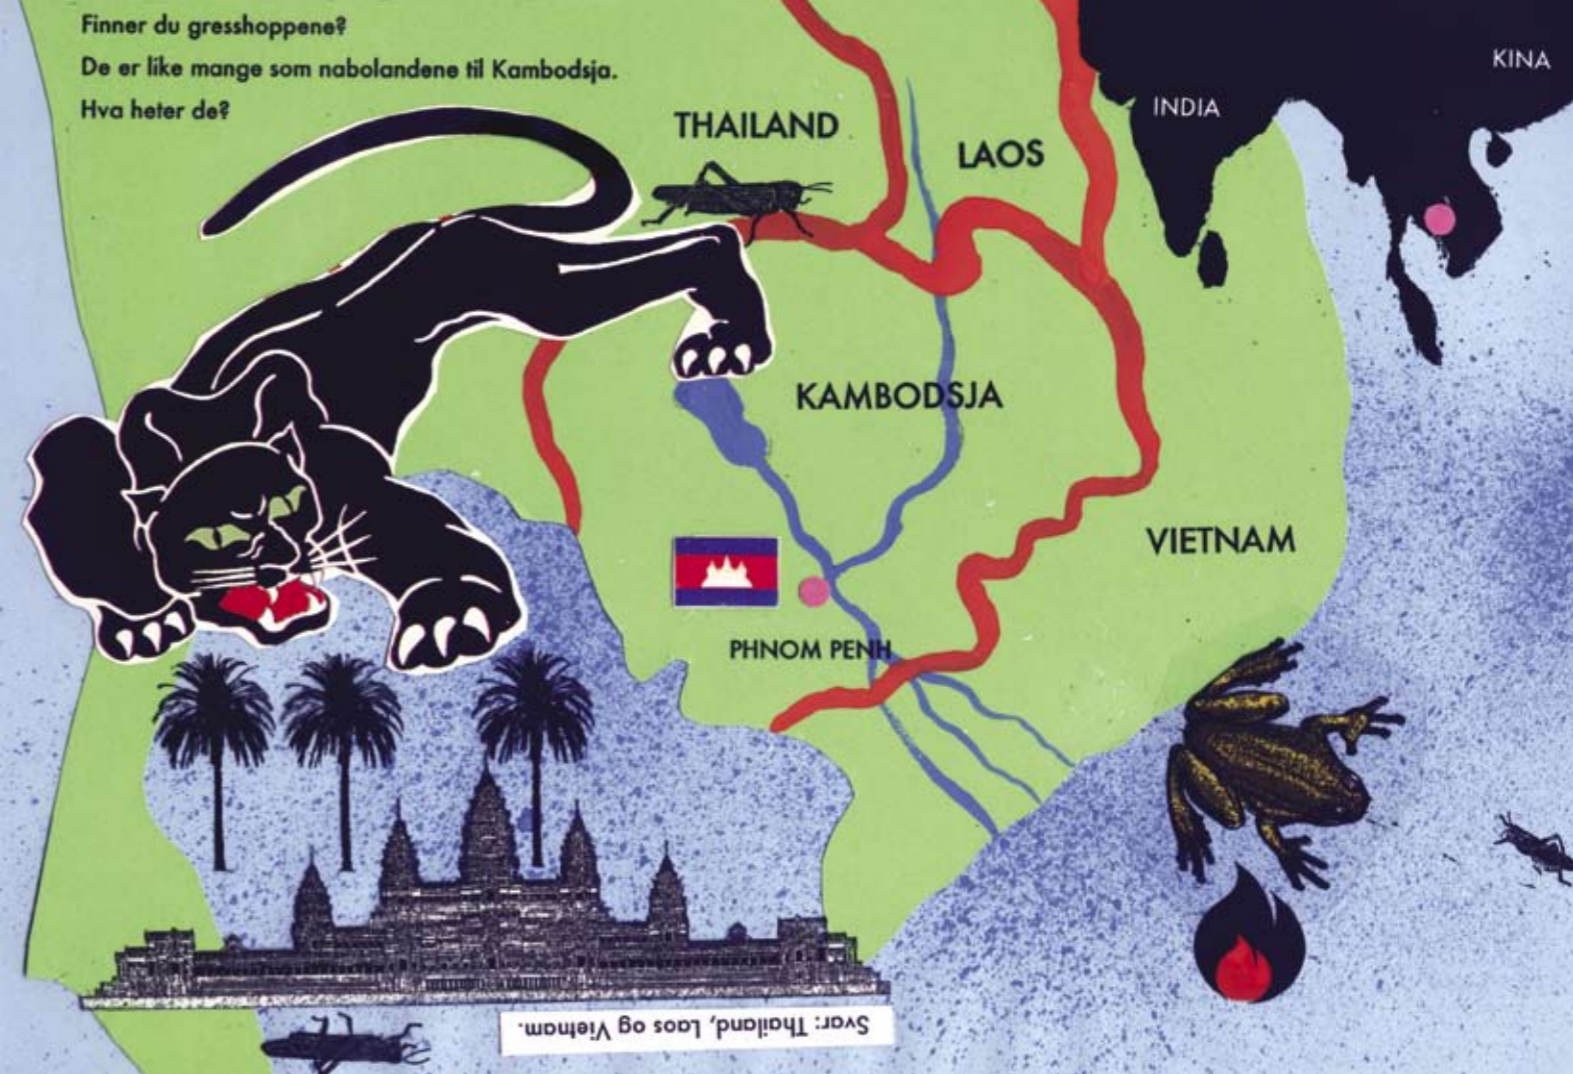 Finner du gresshoppene?
De er like mange som nabolandene til Kambodsja.
Hva heter de?
THAILAND
LAOS
INDIA
KINA
KAMBODSJA
VIETNAM
PHNOM PENH
Svar: Thailand, Laos og Vietnam.